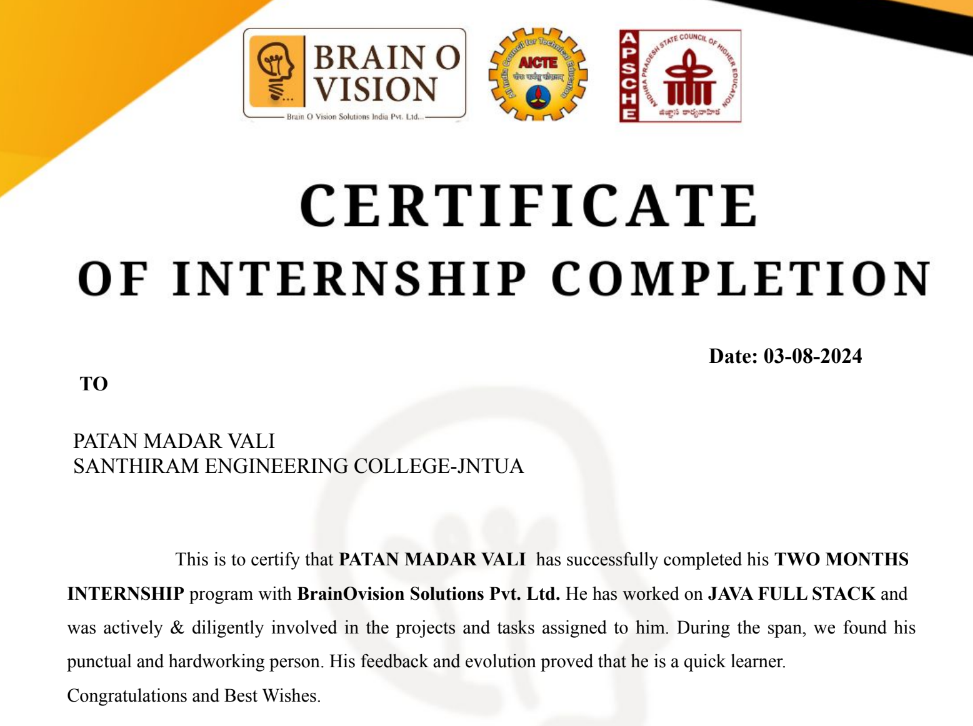 BRAIN O
VISION
Brain O Vision Solutions India Pvt. Ltd...
All India Council for Technical Education
AICTE
APSCHE
ANDHRA PRADESH STATE COUNCIL OF HIGHER EDUCATION
CERTIFICATE
OF INTERNSHIP COMPLETION
Date: 03-08-2024
TO
PATAN MADAR VALI
SANTHIRAM ENGINEERING COLLEGE-JNTUA
This is to certify that PATAN MADAR VALI has successfully completed his TWO MONTHS
INTERNSHIP program with BrainOvision Solutions Pvt. Ltd. He has worked on JAVA FULL STACK and
was actively & diligently involved in the projects and tasks assigned to him. During the span, we found his
punctual and hardworking person. His feedback and evolution proved that he is a quick learner.
Congratulations and Best Wishes.